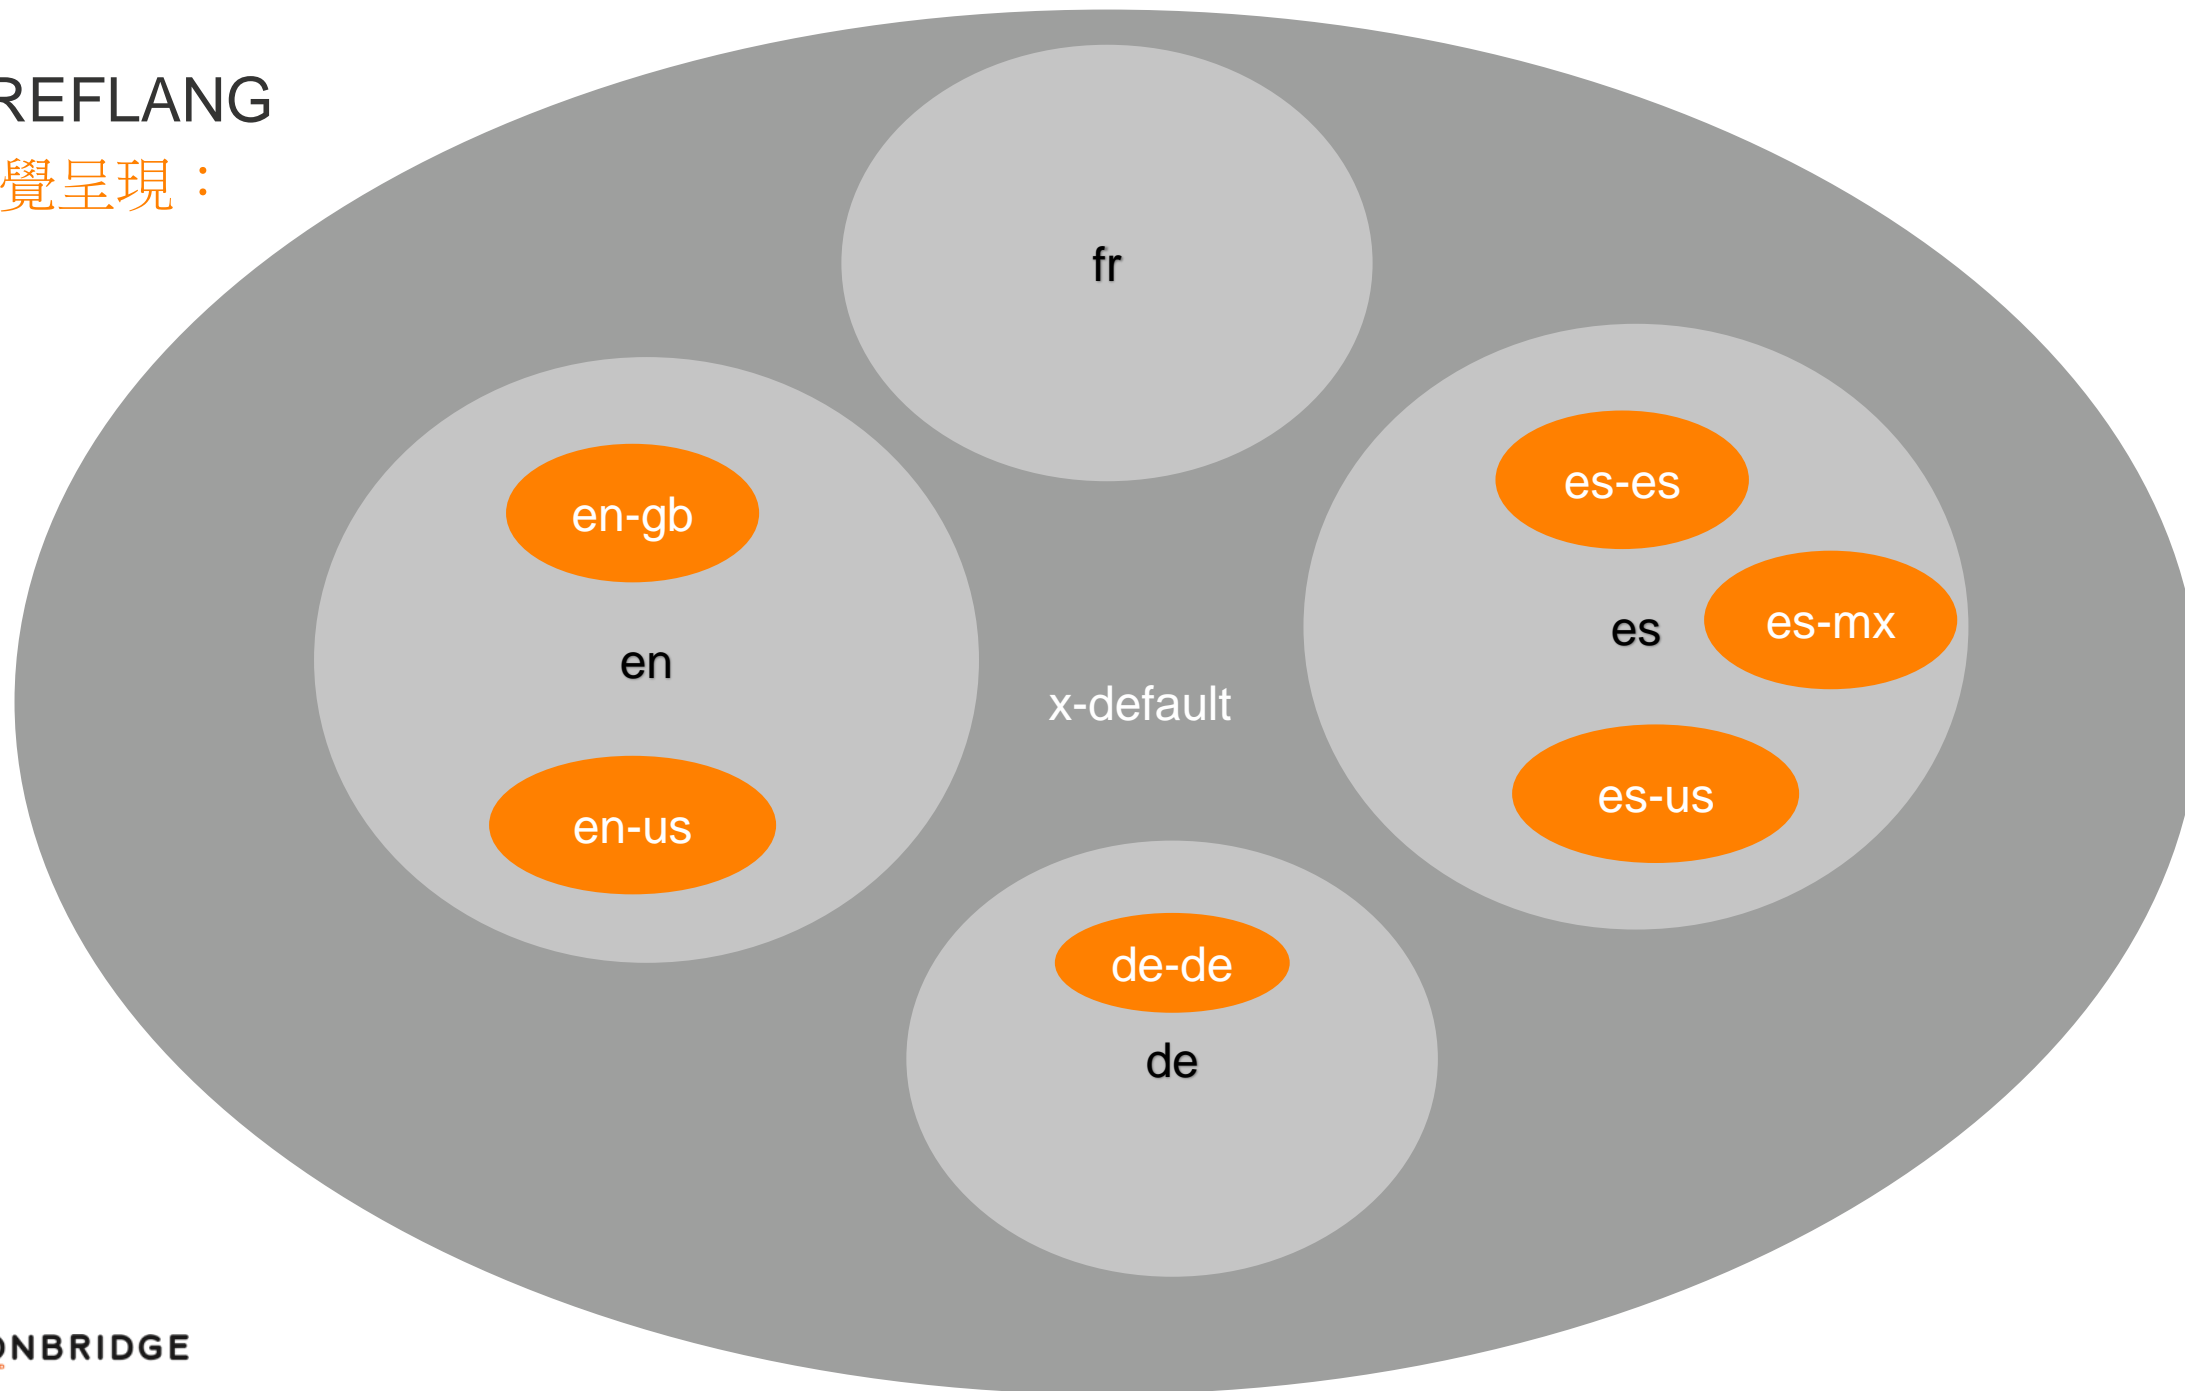 REFLANG
覺呈現：
fr
es-es
en-gb
es-mx
es
en
x-default
es-us
en-us
de-de
de
ONBRIDGE